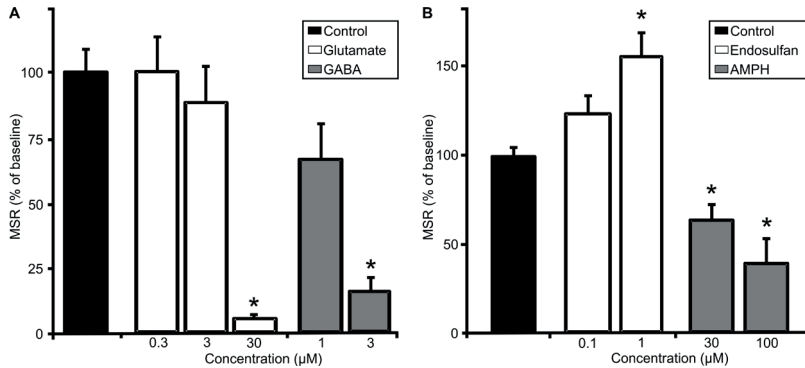 A
Control
Glutamate
GABA
MSR (% of baseline)
100
75
50
25
0
*
*
0.3 3 30 1 3
Concentration (µM)
B
Control
Endosulfan
AMPH
MSR (% of baseline)
150
100
50
0
*
*
*
0.1 1 30 100
Concentration (µM)